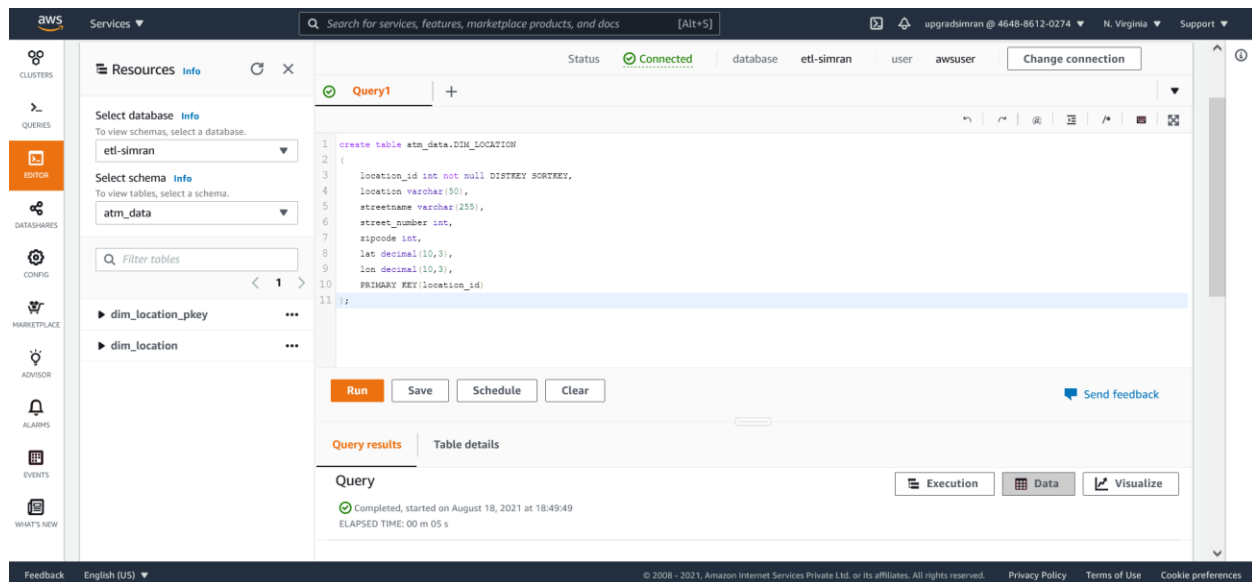 aws Services ▼ Search for services, features, marketplace products, and docs [Alt+S] upgradsimran @ 4648-8612-0274 ▼ N. Virginia ▼ Support ▼
CLUSTERS
QUERIES
EDITOR
DATASHARES
CONFIG
MARKETPLACE
ADVISOR
ALARMS
EVENTS
WHAT'S NEW
Resources Info
Select database Info
To view schemas, select a database.
etl-simran
Select schema Info
To view tables, select a schema.
atm_data
Filter tables
< 1 >
dim_location_pkey
dim_location
Status Connected database etl-simran user awsuser Change connection
Query1 +
1 create table atm_data.DIM_LOCATION
2 (
3 location_id int not null DISTKEY SORTKEY,
4 location varchar(50),
5 streetname varchar(255),
6 street_number int,
7 zipcode int,
8 lat decimal(10,3),
9 lon decimal(10,3),
10 PRIMARY KEY(location_id)
11 );
Run Save Schedule Clear Send feedback
Query results Table details
Query Execution Data Visualize
Completed, started on August 18, 2021 at 18:49:49
ELAPSED TIME: 00 m 05 s
Feedback English (US) ▼ © 2008 - 2021, Amazon Internet Services Private Ltd. or its affiliates. All rights reserved. Privacy Policy Terms of Use Cookie preferences